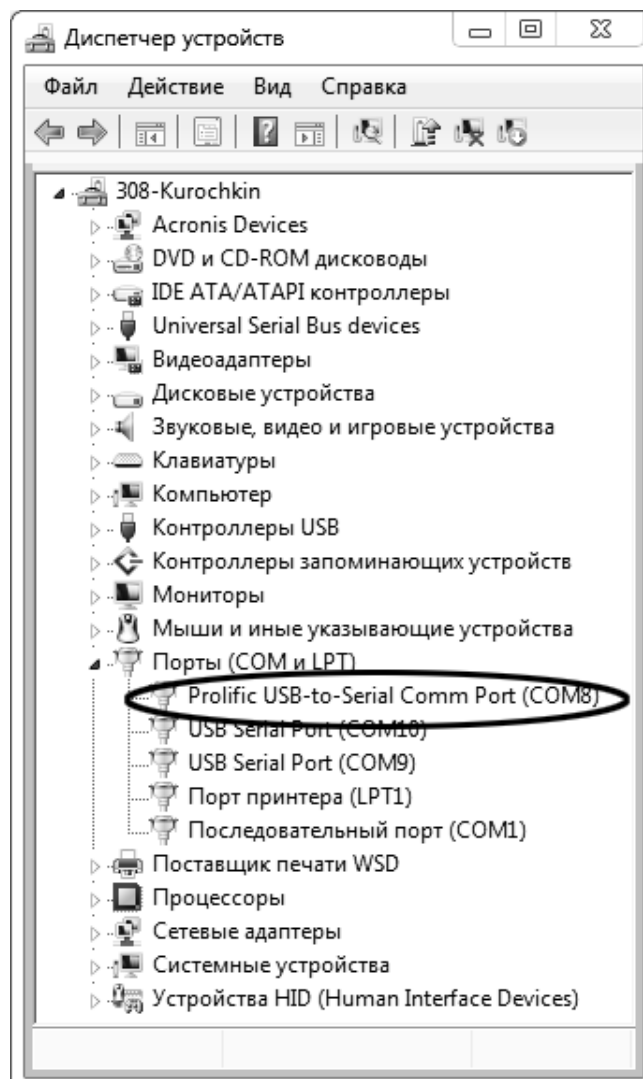 Диспетчер устройств
Файл Действие Вид Справка
308-Kurochkin
Acronis Devices
DVD и CD-ROM дисководы
IDE ATA/ATAPI контроллеры
Universal Serial Bus devices
Видеоадаптеры
Дисковые устройства
Звуковые, видео и игровые устройства
Клавиатуры
Компьютер
Контроллеры USB
Контроллеры запоминающих устройств
Мониторы
Мыши и иные указывающие устройства
Порты (COM и LPT)
Prolific USB-to-Serial Comm Port (COM8)
USB Serial Port (COM10)
USB Serial Port (COM9)
Порт принтера (LPT1)
Последовательный порт (COM1)
Поставщик печати WSD
Процессоры
Сетевые адаптеры
Системные устройства
Устройства HID (Human Interface Devices)